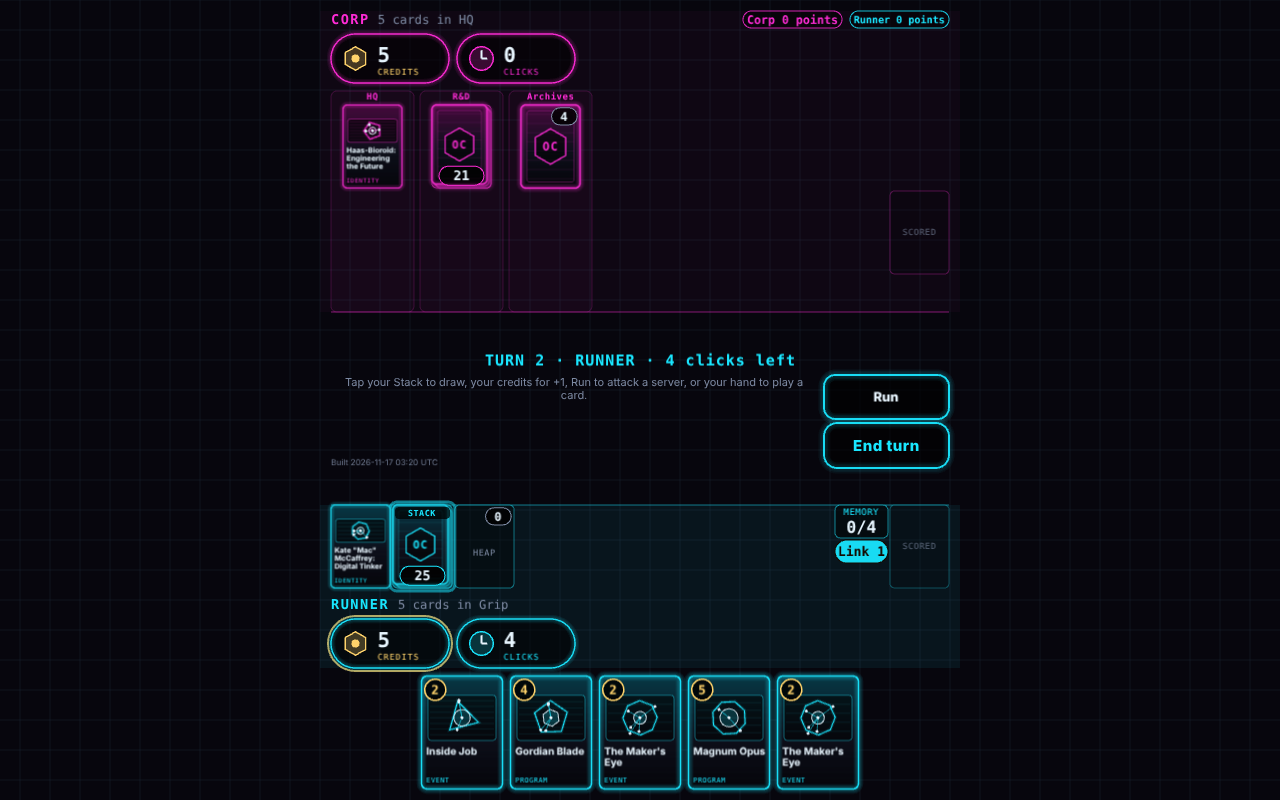 CORP 5 cards in HQ
Corp 0 points
Runner 0 points
5
CREDITS
0
CLICKS
HQ
R&D
Archives
Haas-Bioroid:
Engineering
the Future
IDENTITY
OC
21
4
OC
SCORED
TURN 2 · RUNNER · 4 clicks left
Tap your Stack to draw, your credits for +1, Run to attack a server, or your hand to play a
card.
Run
End turn
Built 2026-11-17 03:20 UTC
Kate "Mac"
McCaffrey:
Digital Tinker
IDENTITY
STACK
OC
25
0
HEAP
MEMORY
0/4
Link 1
SCORED
RUNNER 5 cards in Grip
5
CREDITS
4
CLICKS
2
Inside Job
EVENT
4
Gordian Blade
PROGRAM
2
The Maker's
Eye
EVENT
5
Magnum Opus
PROGRAM
2
The Maker's
Eye
EVENT